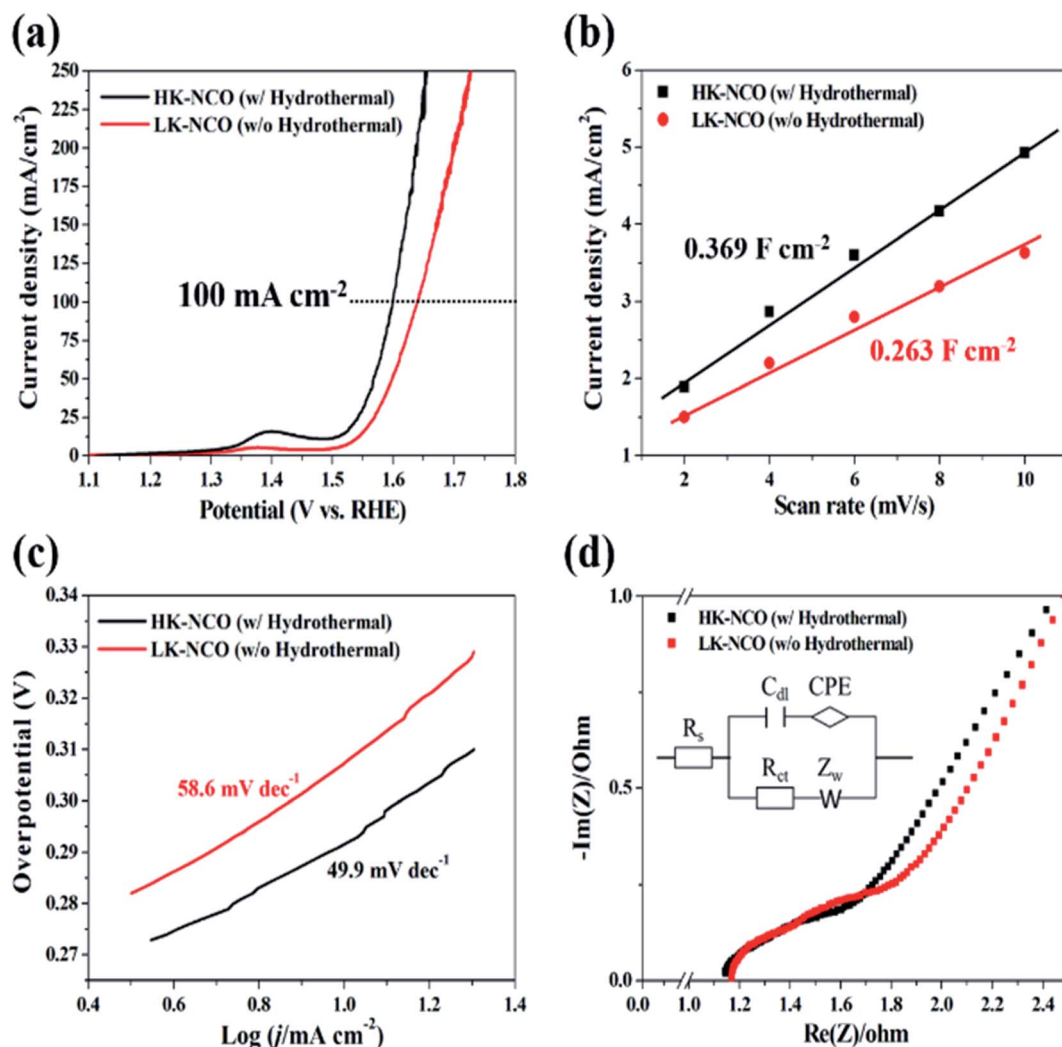 (a)
250
225
200
175
150
125
100
75
50
25
0
Current density (mA/cm²)
HK-NCO (w/ Hydrothermal)
LK-NCO (w/o Hydrothermal)
100 mA cm⁻²
1.1 1.2 1.3 1.4 1.5 1.6 1.7 1.8
Potential (V vs. RHE)
(b)
6
5
4
3
2
1
Current density (mA/cm²)
HK-NCO (w/ Hydrothermal)
LK-NCO (w/o Hydrothermal)
0.369 F cm⁻²
0.263 F cm⁻²
2 4 6 8 10
Scan rate (mV/s)
(c)
0.34
0.33
0.32
0.31
0.30
0.29
0.28
0.27
Overpotential (V)
HK-NCO (w/ Hydrothermal)
LK-NCO (w/o Hydrothermal)
58.6 mV dec⁻¹
49.9 mV dec⁻¹
0.4 0.6 0.8 1.0 1.2 1.4
Log (j/mA cm⁻²)
(d)
1.0
0.5
0.0
-Im(Z)/Ohm
HK-NCO (w/ Hydrothermal)
LK-NCO (w/o Hydrothermal)
C_dl CPE
R_s
R_ct Z_w
W
0.0 1.0 1.2 1.4 1.6 1.8 2.0 2.2 2.4
Re(Z)/ohm